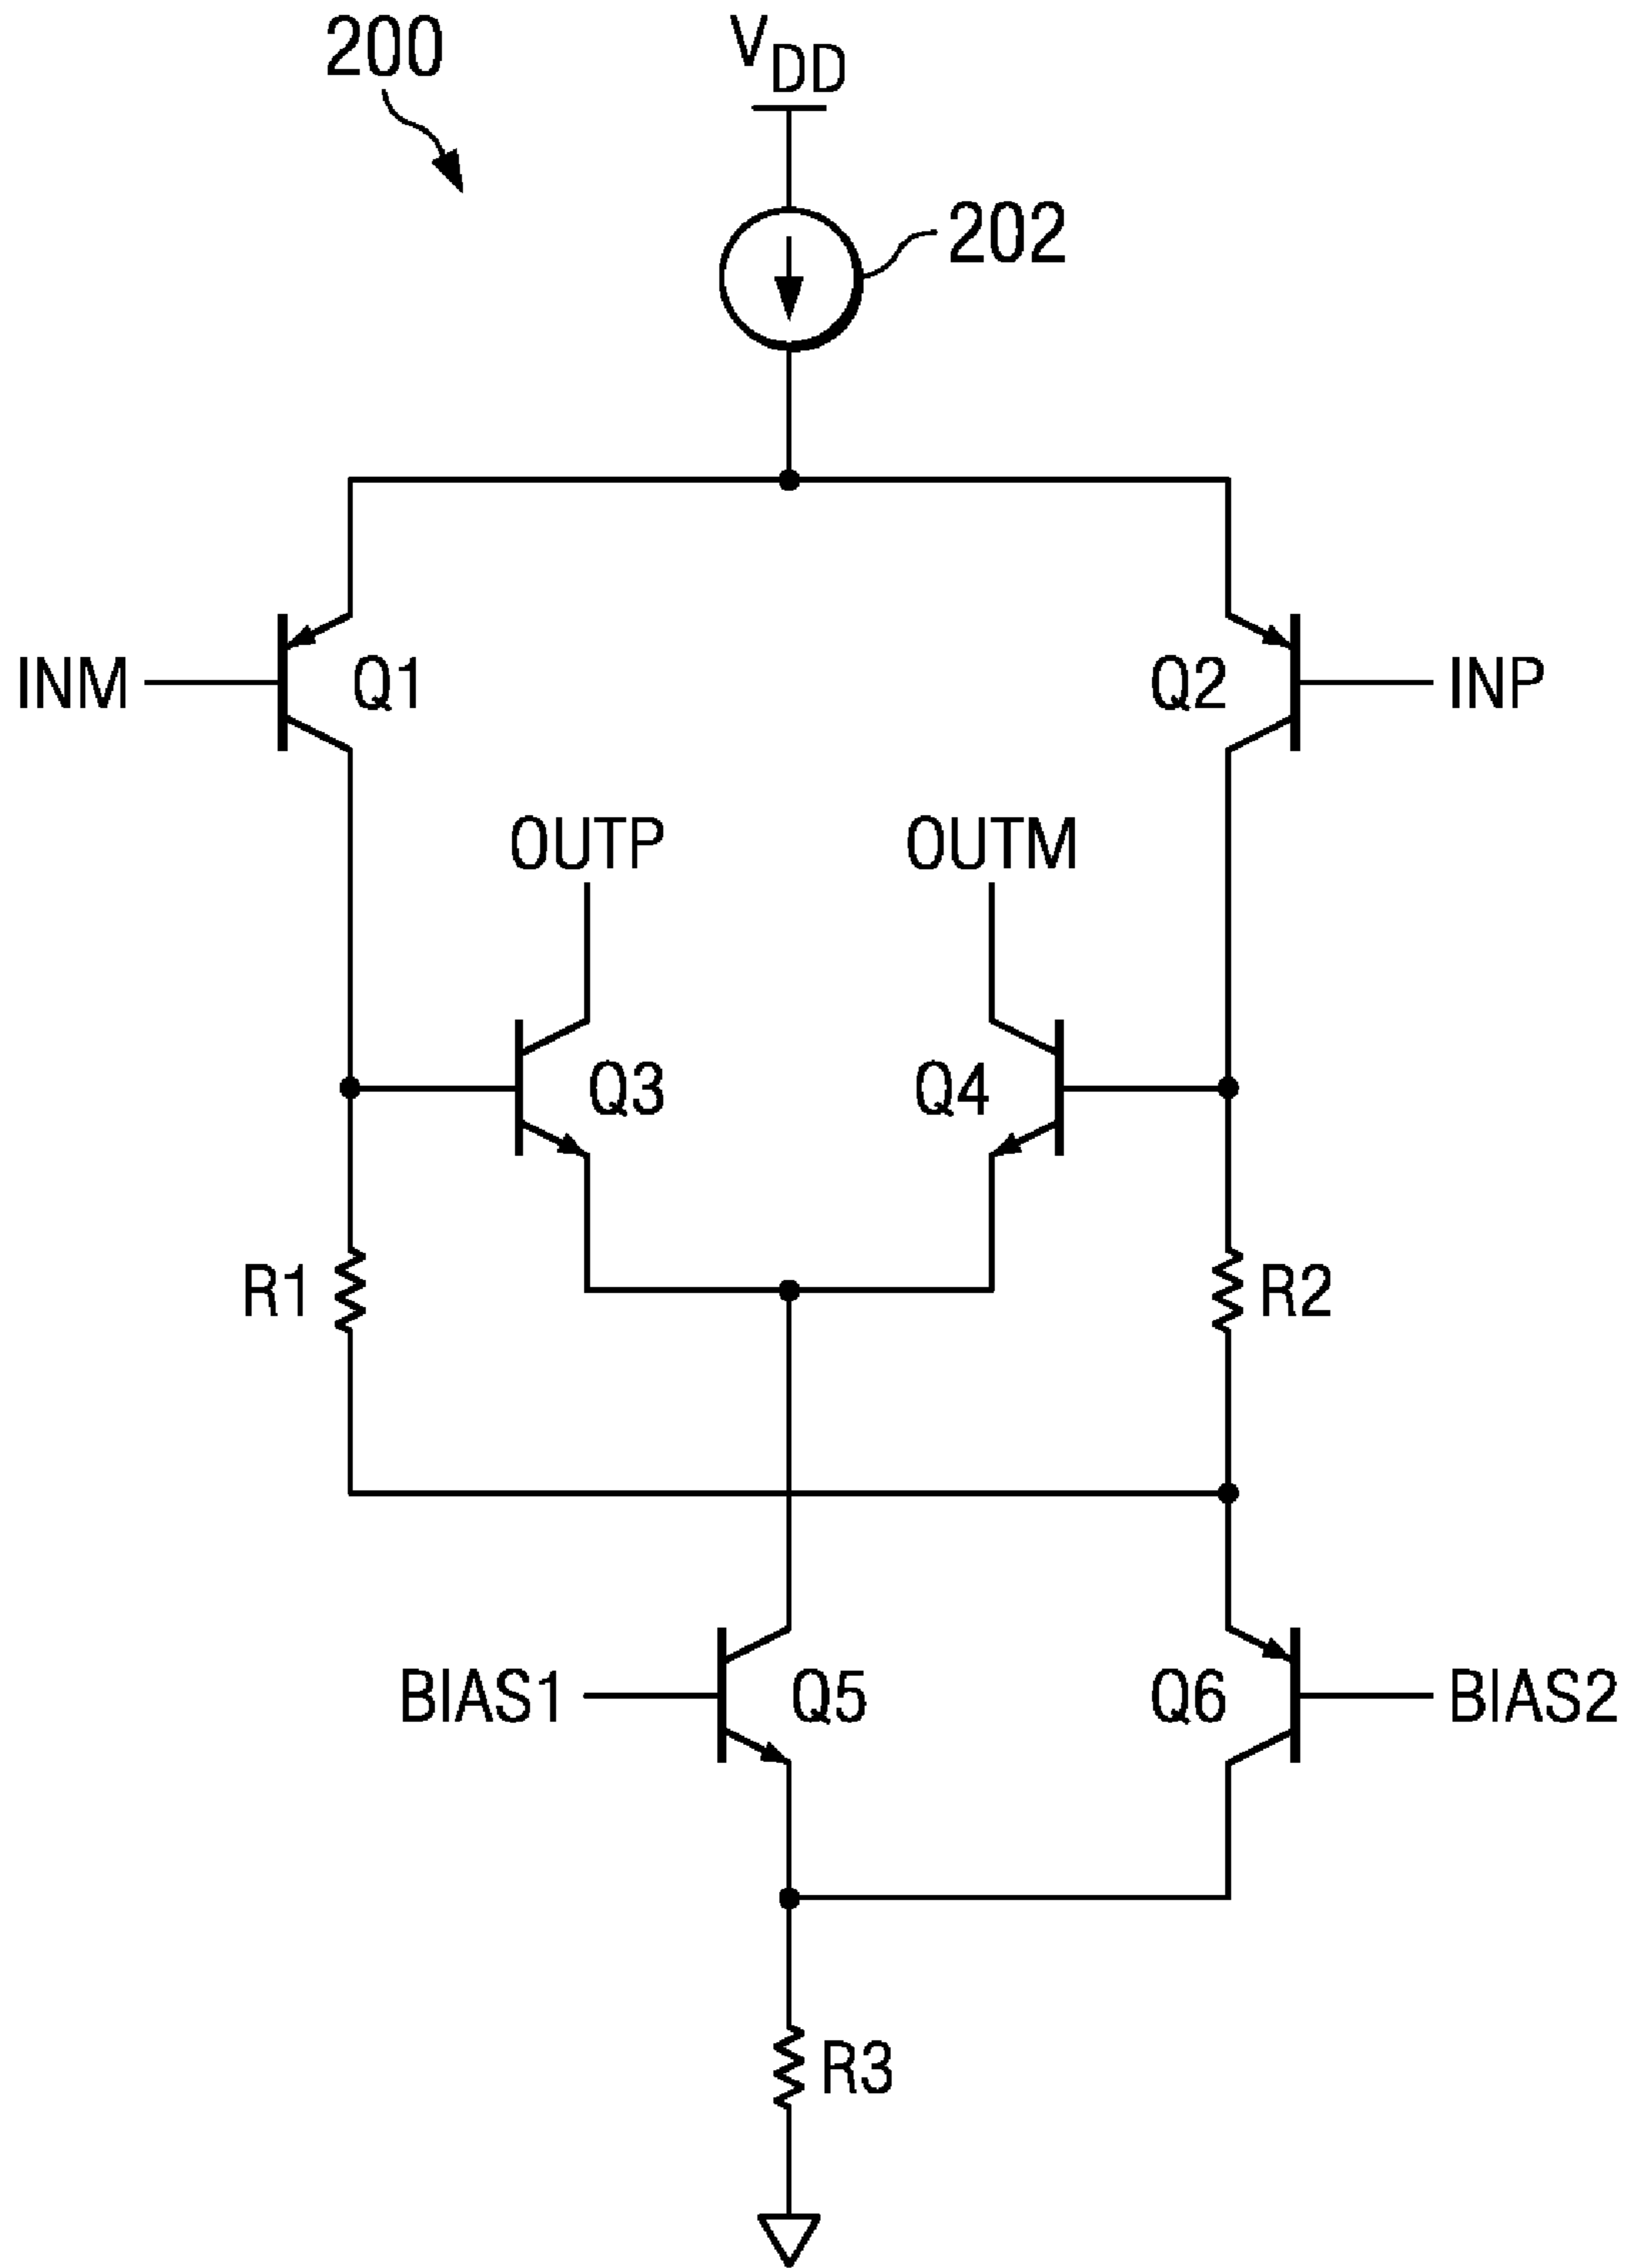 200
VDD
202
INM
Q1
Q2
INP
OUTP
OUTM
Q3
Q4
R1
R2
BIAS1
Q5
Q6
BIAS2
R3